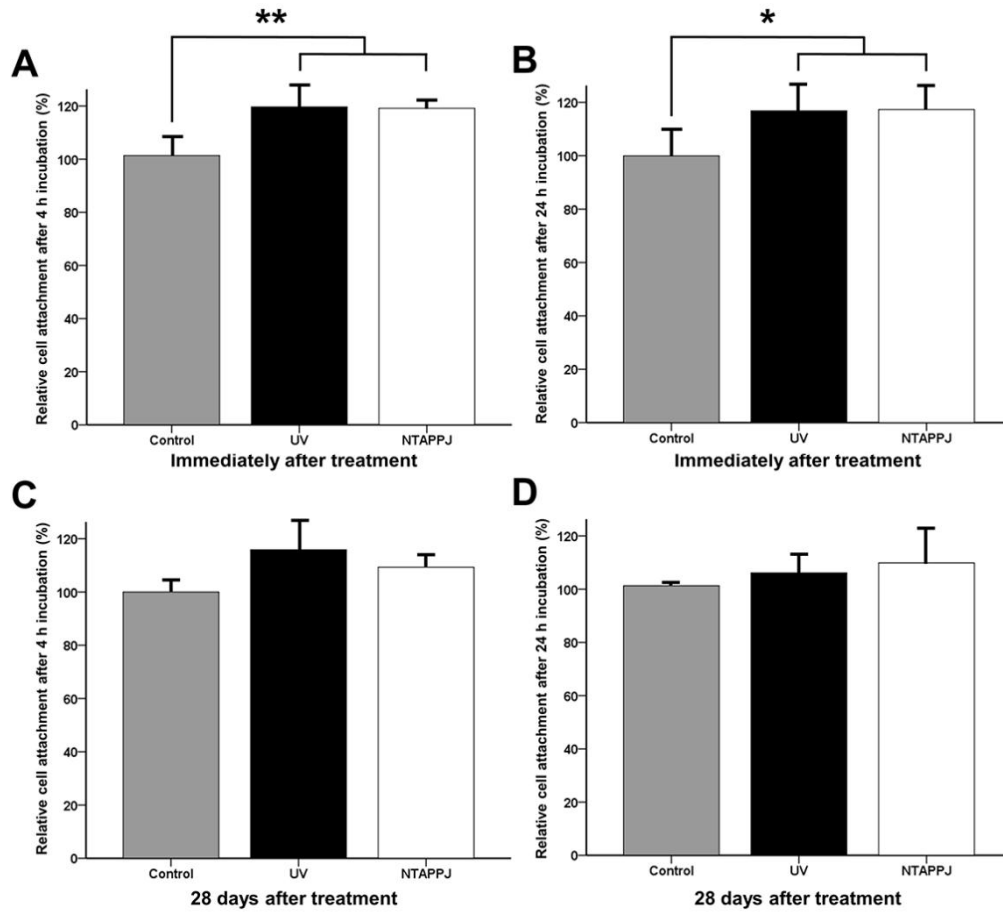 **
*
A
B
Relative cell attachment after 4 h incubation (%)
120
100
80
60
40
20
0
Control UV NTAPPJ
Immediately after treatment
Relative cell attachment after 24 h incubation (%)
120
100
80
60
40
20
0
Control UV NTAPPJ
Immediately after treatment
C
D
Relative cell attachment after 4 h incubation (%)
120
100
80
60
40
20
0
Control UV NTAPPJ
28 days after treatment
Relative cell attachment after 24 h incubation (%)
120
100
80
60
40
20
0
Control UV NTAPPJ
28 days after treatment